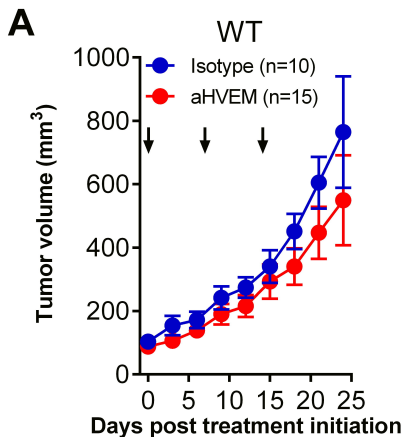 A
WT
Isotype (n=10)
aHVEM (n=15)
Tumor volume (mm³)
1000
800
600
400
200
0
0 5 10 15 20 25
Days post treatment initiation